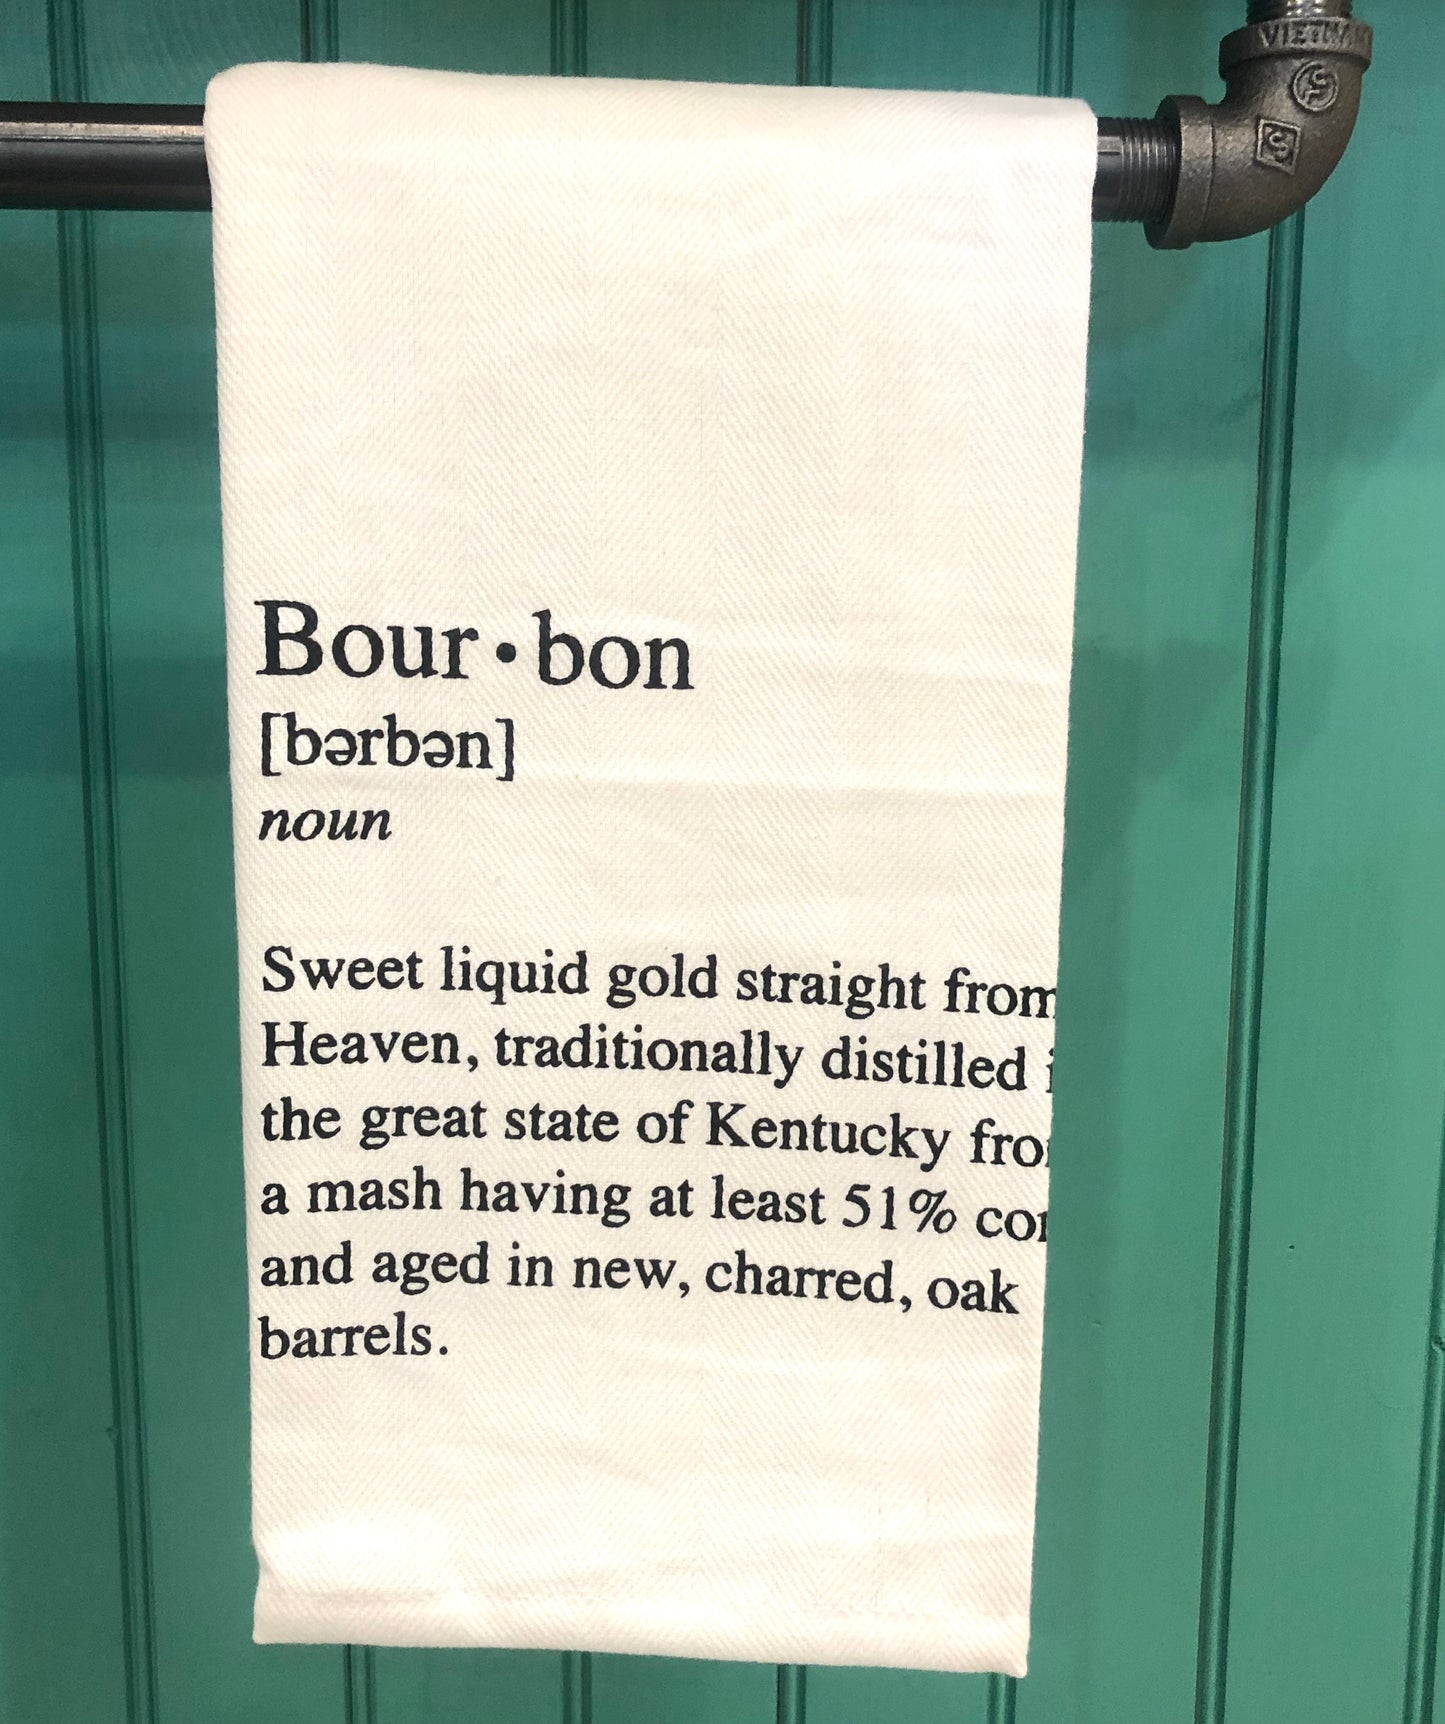 VIETNAM
Bour•bon
[bərbən]
noun
Sweet liquid gold straight from
Heaven, traditionally distilled
the great state of Kentucky
a mash having at least 51%
and aged in new, charred, oak
barrels.